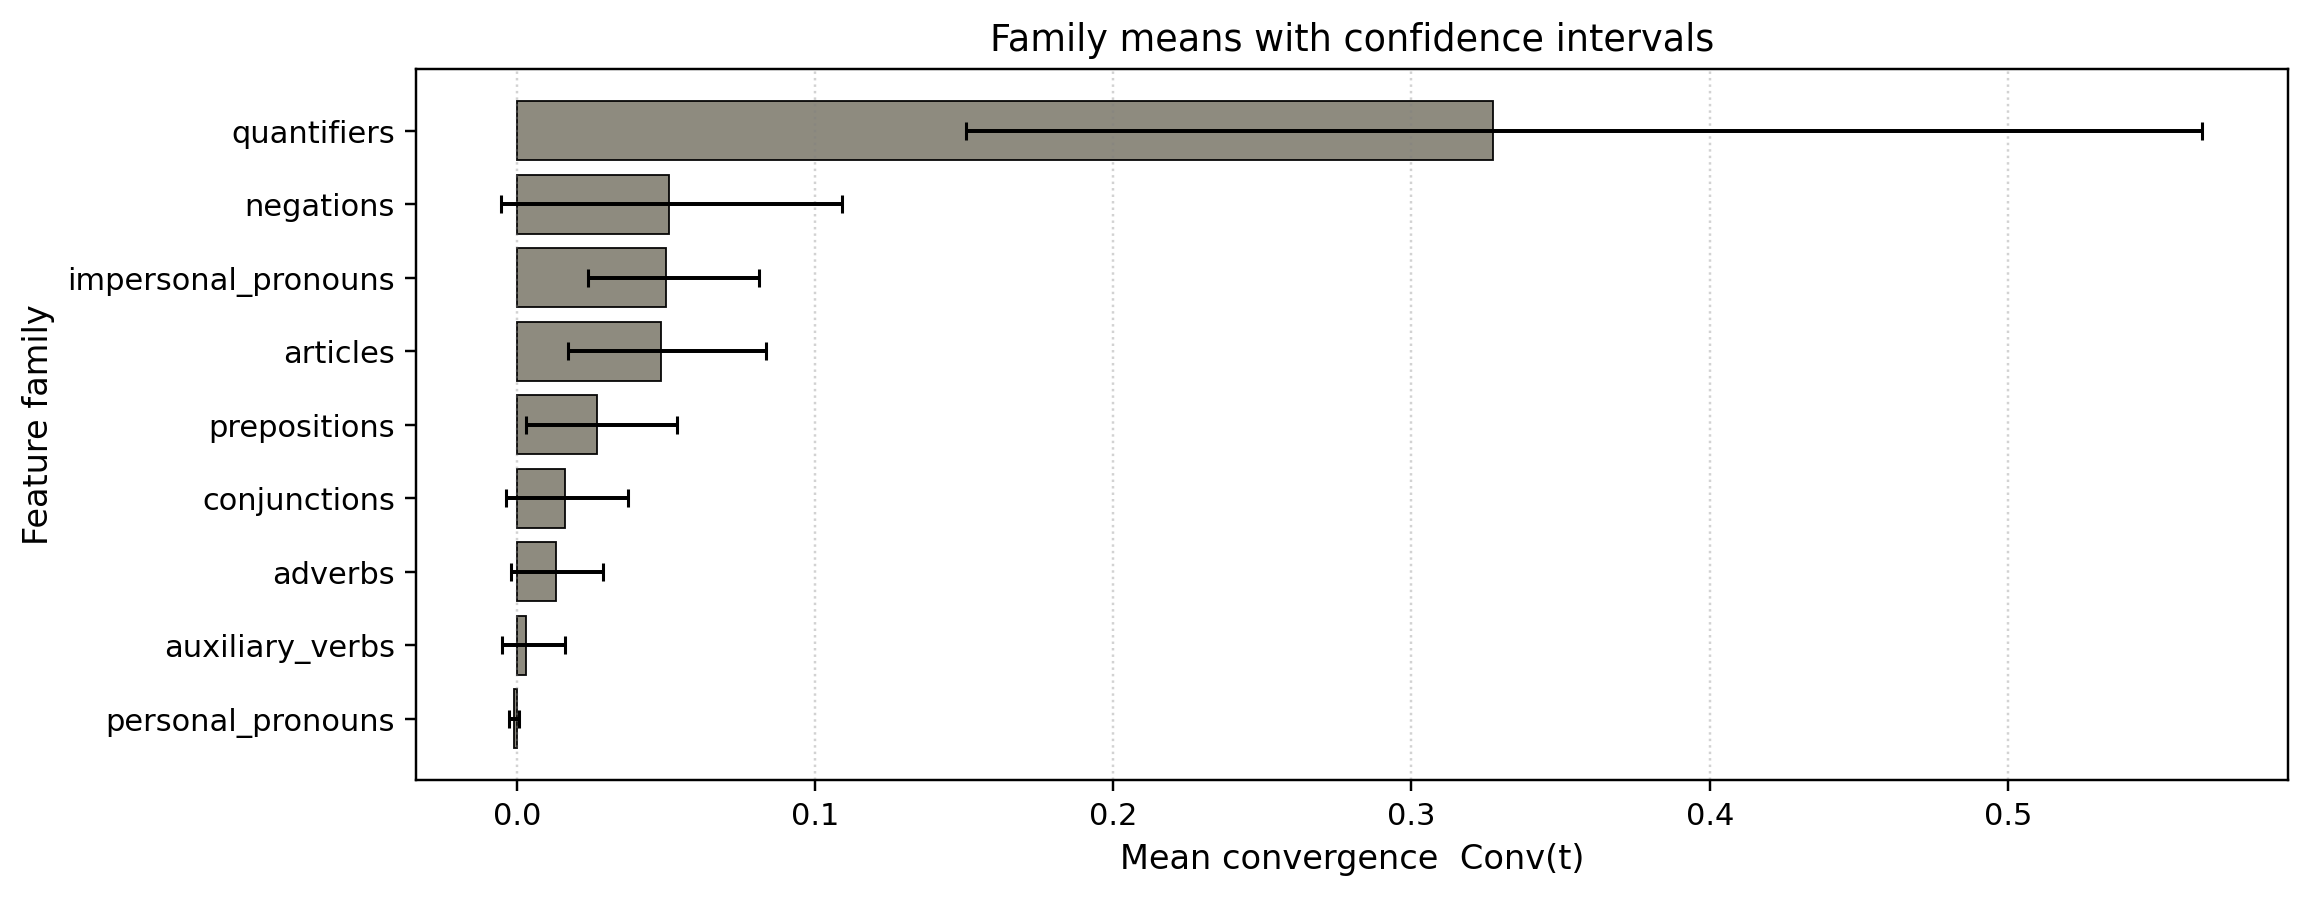 Family means with confidence intervals
Feature family
quantifiers
negations
impersonal_pronouns
articles
prepositions
conjunctions
adverbs
auxiliary_verbs
personal_pronouns
0.0 0.1 0.2 0.3 0.4 0.5
Mean convergence  Conv(t)